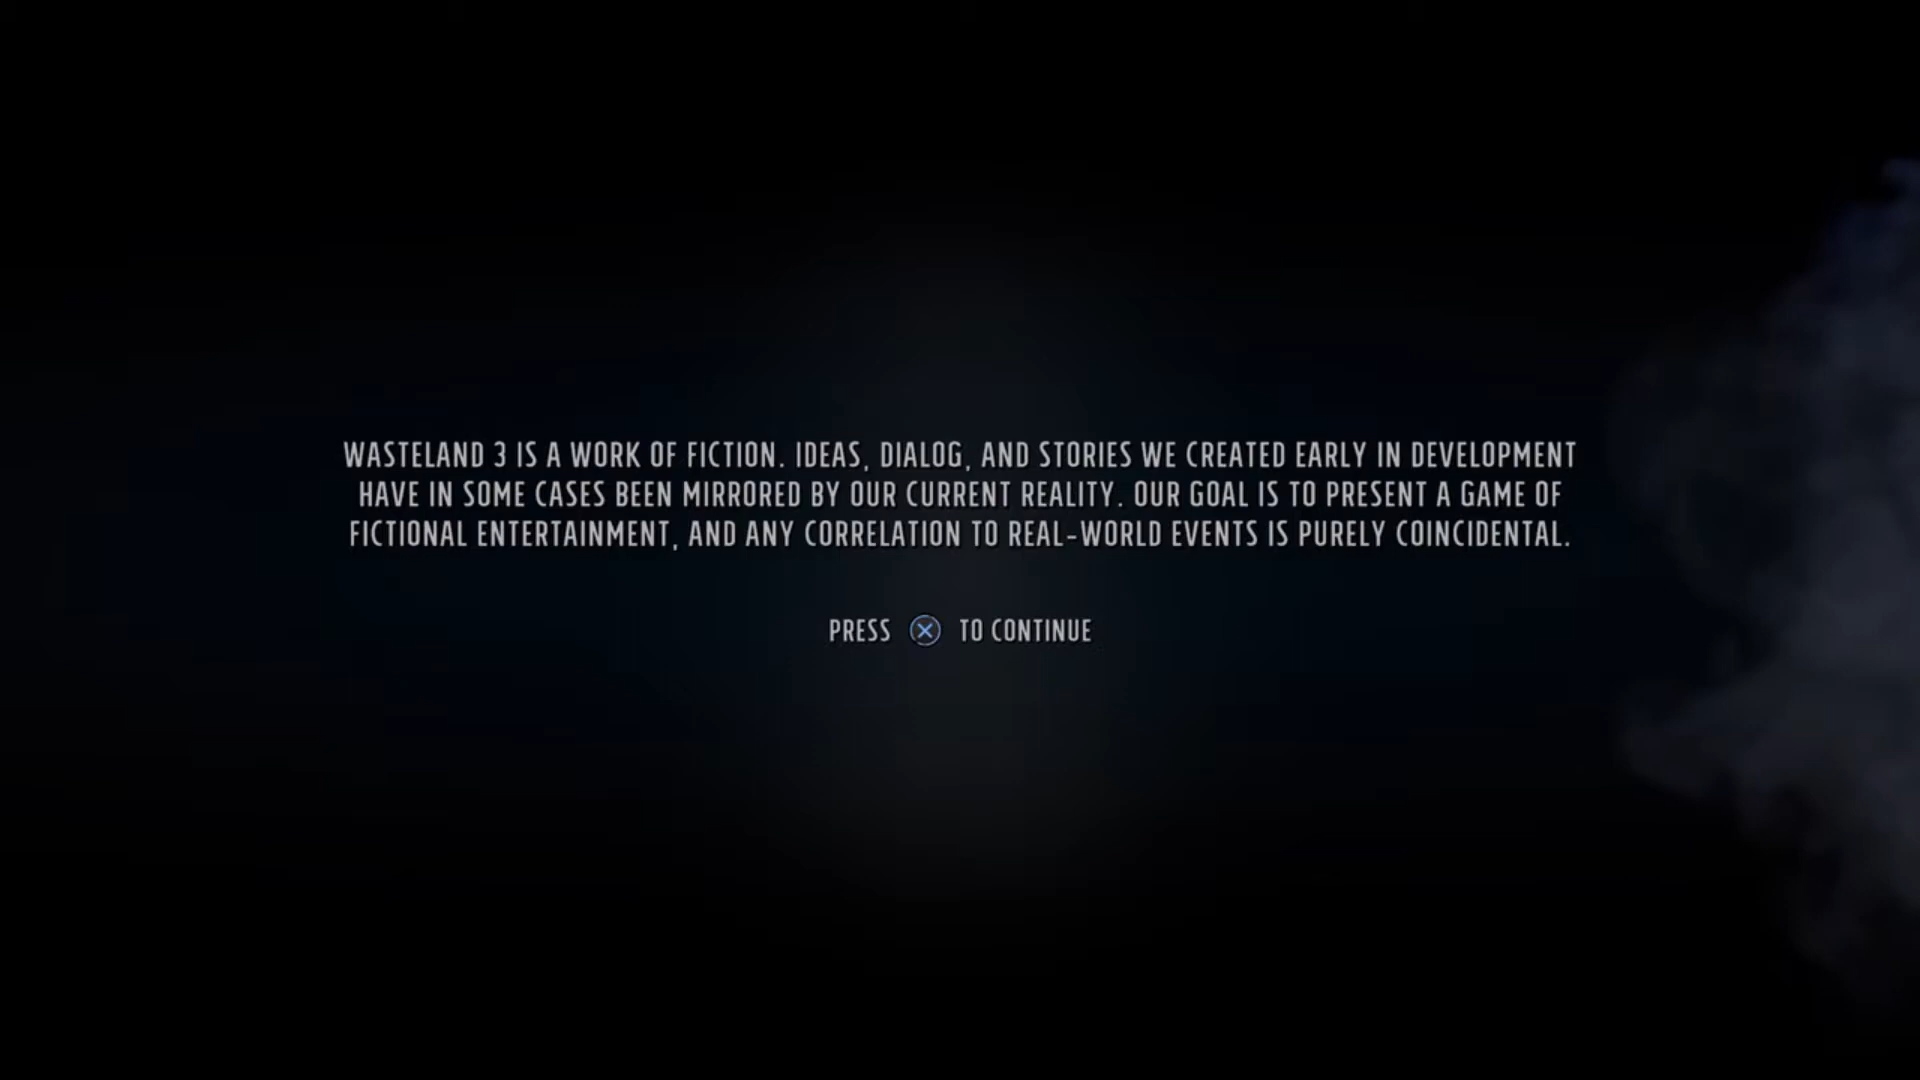 WASTELAND 3 IS A WORK OF FICTION. IDEAS, DIALOG, AND STORIES WE CREATED EARLY IN DEVELOPMENT
HAVE IN SOME CASES BEEN MIRRORED BY OUR CURRENT REALITY. OUR GOAL IS TO PRESENT A GAME OF
FICTIONAL ENTERTAINMENT, AND ANY CORRELATION TO REAL-WORLD EVENTS IS PURELY COINCIDENTAL.
PRESS TO CONTINUE